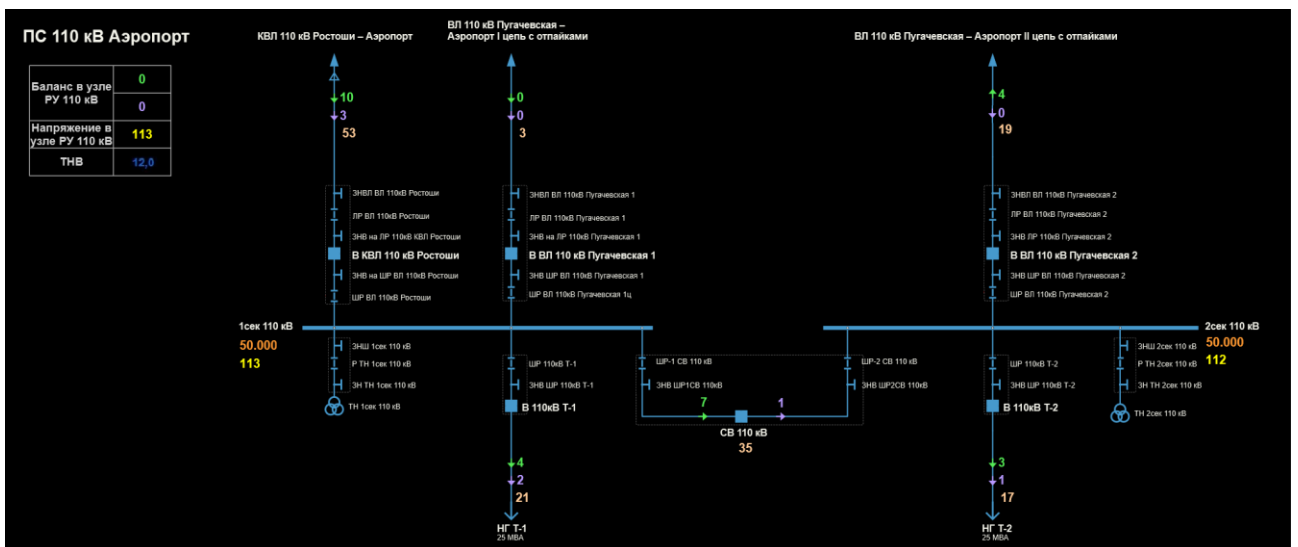 ПС 110 кВ Аэропорт
КВЛ 110 кВ Ростоши – Аэропорт
ВЛ 110 кВ Пугачевская –
Аэропорт I цепь с отпайками
ВЛ 110 кВ Пугачевская – Аэропорт II цепь с отпайками
Баланс в узле
РУ 110 кВ
0
0
Напряжение в
узле РУ 110 кВ
113
ТНВ
12,0
10
3
53
0
0
3
4
0
19
ЗНВЛ ВЛ 110кВ Ростоши
ЛР ВЛ 110кВ Ростоши
ЗНВ на ЛР 110кВ КВЛ Ростоши
В КВЛ 110 кВ Ростоши
ЗНВ на ШР ВЛ 110кВ Ростоши
ШР ВЛ 110кВ Ростоши
ЗНВЛ ВЛ 110кВ Пугачевская 1
ЛР ВЛ 110кВ Пугачевская 1
ЗНВ на ЛР 110кВ Пугачевская 1
В ВЛ 110 кВ Пугачевская 1
ЗНВ ШР ВЛ 110кВ Пугачевская 1
ШР ВЛ 110кВ Пугачевская 1ц
ЗНВЛ ВЛ 110кВ Пугачевская 2
ЛР ВЛ 110кВ Пугачевская 2
ЗНВ ЛР 110кВ Пугачевская 2
В ВЛ 110 кВ Пугачевская 2
ЗНВ ШР ВЛ 110кВ Пугачевская 2
ШР ВЛ 110кВ Пугачевская 2
1сек 110 кВ
50.000
113
2сек 110 кВ
50.000
112
ЗНШ 1сек 110 кВ
Р ТН 1сек 110 кВ
ЗН ТН 1сек 110 кВ
ТН 1сек 110 кВ
ШР 110кВ Т-1
ЗНВ ШР 110кВ Т-1
В 110кВ Т-1
ШР-1 СВ 110 кВ
ЗНВ ШР1СВ 110кВ
ШР-2 СВ 110 кВ
ЗНВ ШР2СВ 110кВ
7
1
СВ 110 кВ
35
ШР 110кВ Т-2
ЗНВ ШР 110кВ Т-2
В 110кВ Т-2
ЗНШ 2сек 110 кВ
Р ТН 2сек 110 кВ
ЗН ТН 2сек 110 кВ
ТН 2сек 110 кВ
4
2
21
НГ Т-1
25 МВА
3
1
17
НГ Т-2
25 МВА